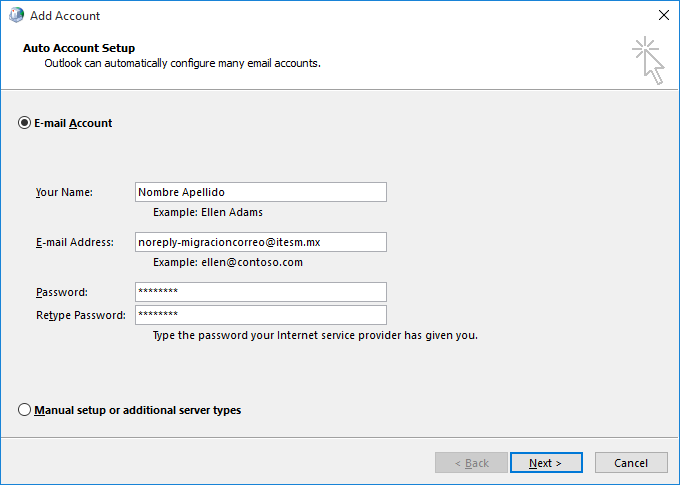 Add Account
Auto Account Setup
Outlook can automatically configure many email accounts.
E-mail Account
Your Name: Nombre Apellido
Example: Ellen Adams
E-mail Address: noreply-migracioncorreo@itesm.mx
Example: ellen@contoso.com
Password: ********
Retype Password: ********
Type the password your Internet service provider has given you.
Manual setup or additional server types
< Back Next > Cancel